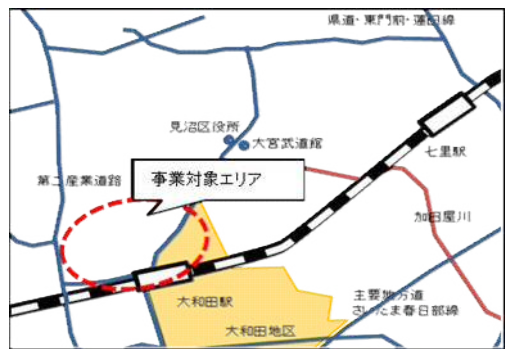 県道・東門前・蓮田線
見沼区役所
大宮武道館
七里駅
第二産業道路
事業対象エリア
加田屋川
大和田駅
主要地方道
さいたま春日部線
大和田地区